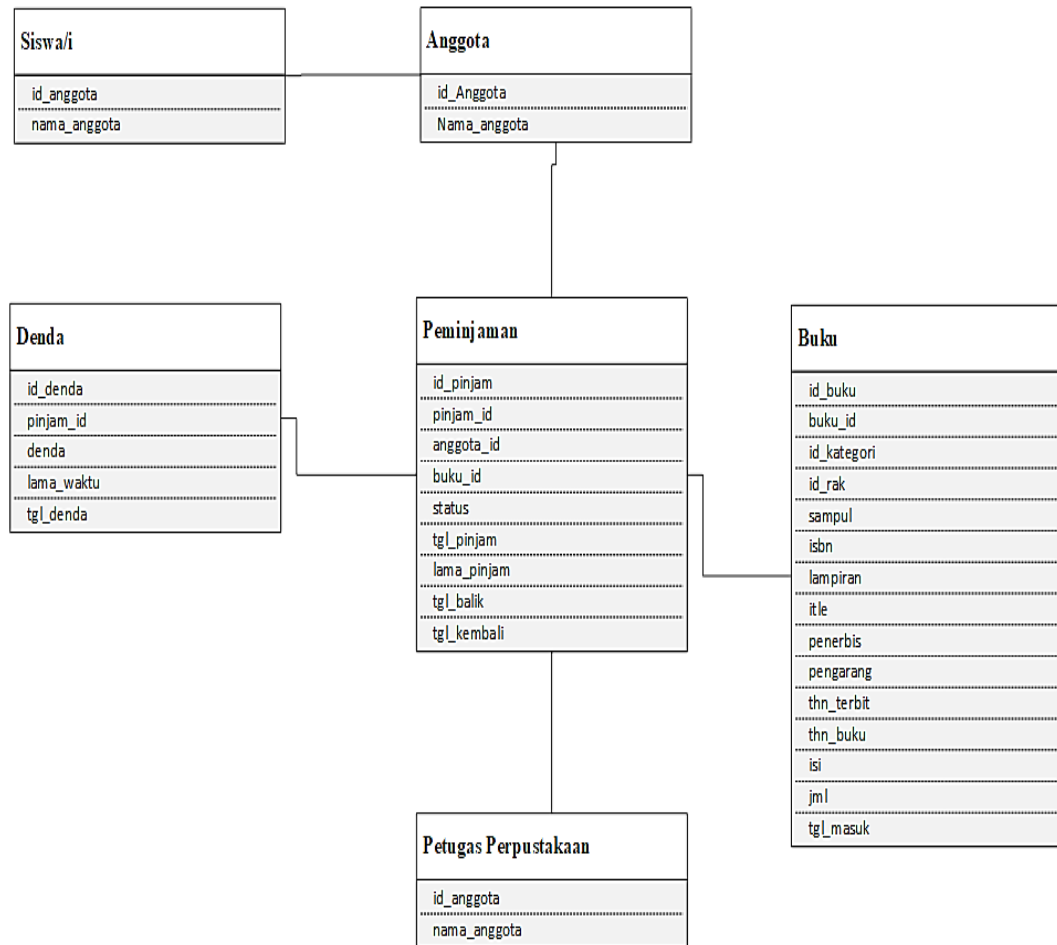 Siswa/i
id_anggota
nama_anggota
Anggota
id_Anggota
Nama_anggota
Denda
id_denda
pinjam_id
denda
lama_waktu
tgl_denda
Peminjaman
id_pinjam
pinjam_id
anggota_id
buku_id
status
tgl_pinjam
lama_pinjam
tgl_balik
tgl_kembali
Buku
id_buku
buku_id
id_kategori
id_rak
sampul
isbn
lampiran
itle
penerbis
pengarang
thn_terbit
thn_buku
isi
jml
tgl_masuk
Petugas Perpustakaan
id_anggota
nama_anggota